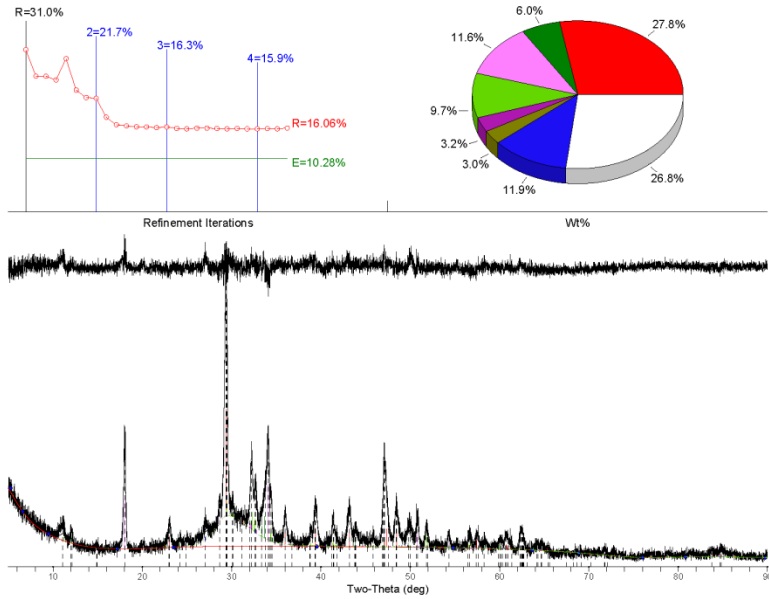 R=31.0%
2=21.7%
3=16.3%
4=15.9%
R=16.06%
E=10.28%
6.0%
27.8%
11.6%
9.7%
3.2%
3.0%
11.9%
26.8%
Refinement Iterations
Wt%
10 20 30 40 50 60 70 80 90
Two-Theta (deg)